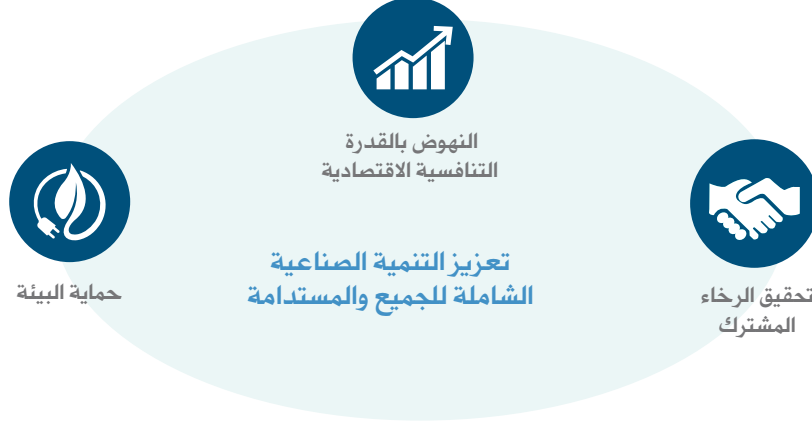 النهوض بالقدرة
التنافسية الاقتصادية
تحقيق الرخاء
المشترك
تعزيز التنمية الصناعية
الشاملة للجميع والمستدامة
حماية البيئة